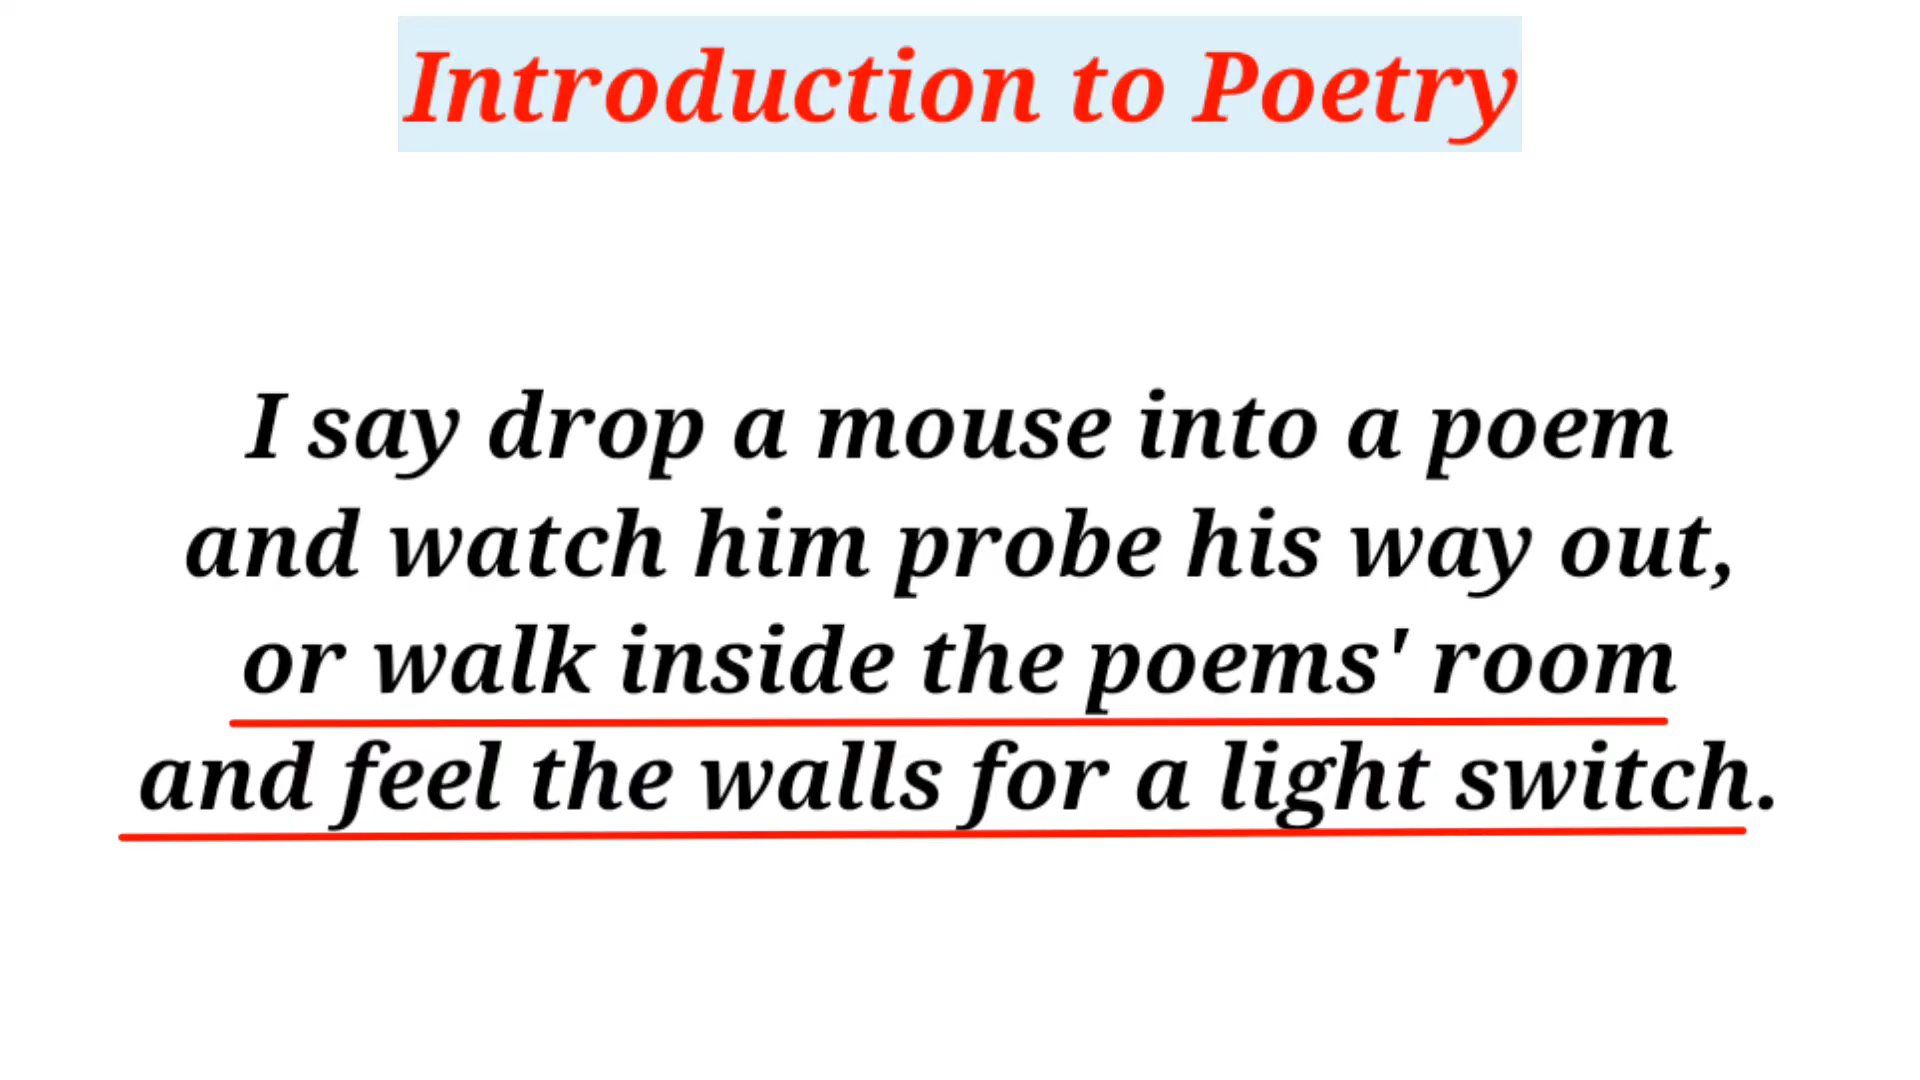 Introduction to Poetry
I say drop a mouse into a poem
and watch him probe his way out,
or walk inside the poems' room
and feel the walls for a light switch.